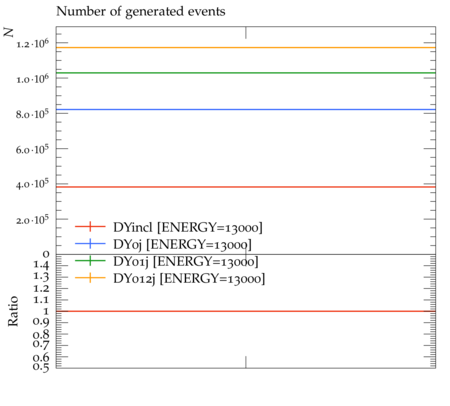 Number of generated events
N
1.2·10⁶
1.0·10⁶
8.0·10⁵
6.0·10⁵
4.0·10⁵
2.0·10⁵
0
DYincl [ENERGY=13000]
DY0j [ENERGY=13000]
DY01j [ENERGY=13000]
DY012j [ENERGY=13000]
Ratio
1.4
1.3
1.2
1.1
1
0.9
0.8
0.7
0.6
0.5